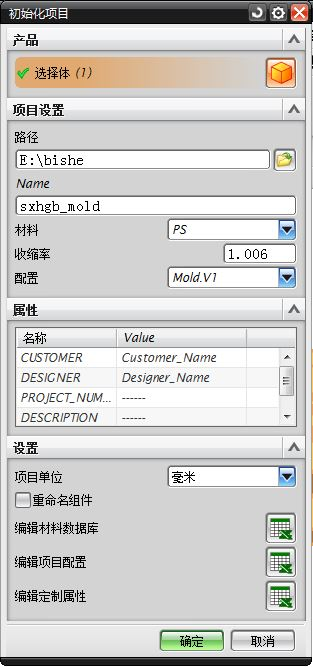 初始化项目
产品
选择体 (1)
项目设置
路径
E:\bishe
Name
sxhgb_mold
材料 PS
收缩率 1.006
配置 Mold.V1
属性
名称 Value
CUSTOMER Customer_Name
DESIGNER Designer_Name
PROJECT_NUM... ------
DESCRIPTION ------
设置
项目单位 毫米
重命名组件
编辑材料数据库
编辑项目配置
编辑定制属性
确定 取消